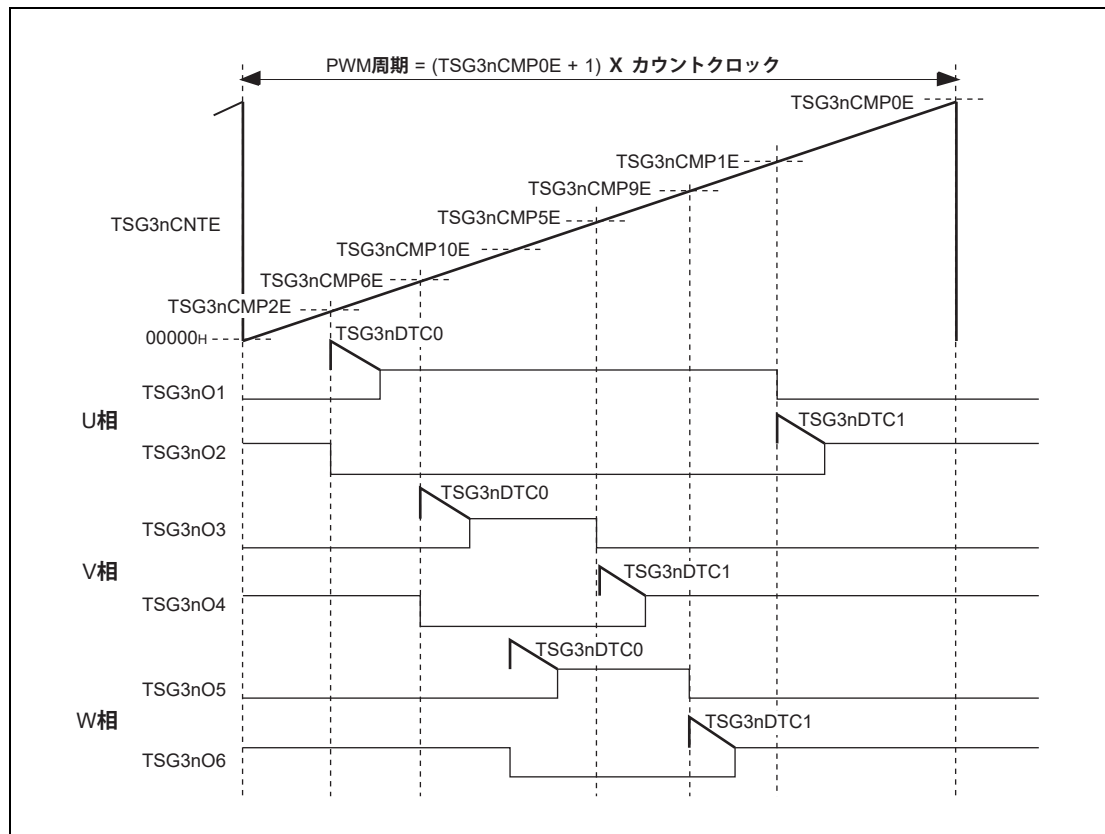 PWM周期 = (TSG3nCMP0E + 1) X カウントクロック
TSG3nCMP0E
TSG3nCMP1E
TSG3nCMP9E
TSG3nCMP5E
TSG3nCNTE
TSG3nCMP10E
TSG3nCMP6E
TSG3nCMP2E
00000H
TSG3nDTC0
TSG3nO1
U相
TSG3nDTC1
TSG3nO2
TSG3nDTC0
TSG3nO3
V相
TSG3nDTC1
TSG3nO4
TSG3nDTC0
TSG3nO5
W相
TSG3nDTC1
TSG3nO6